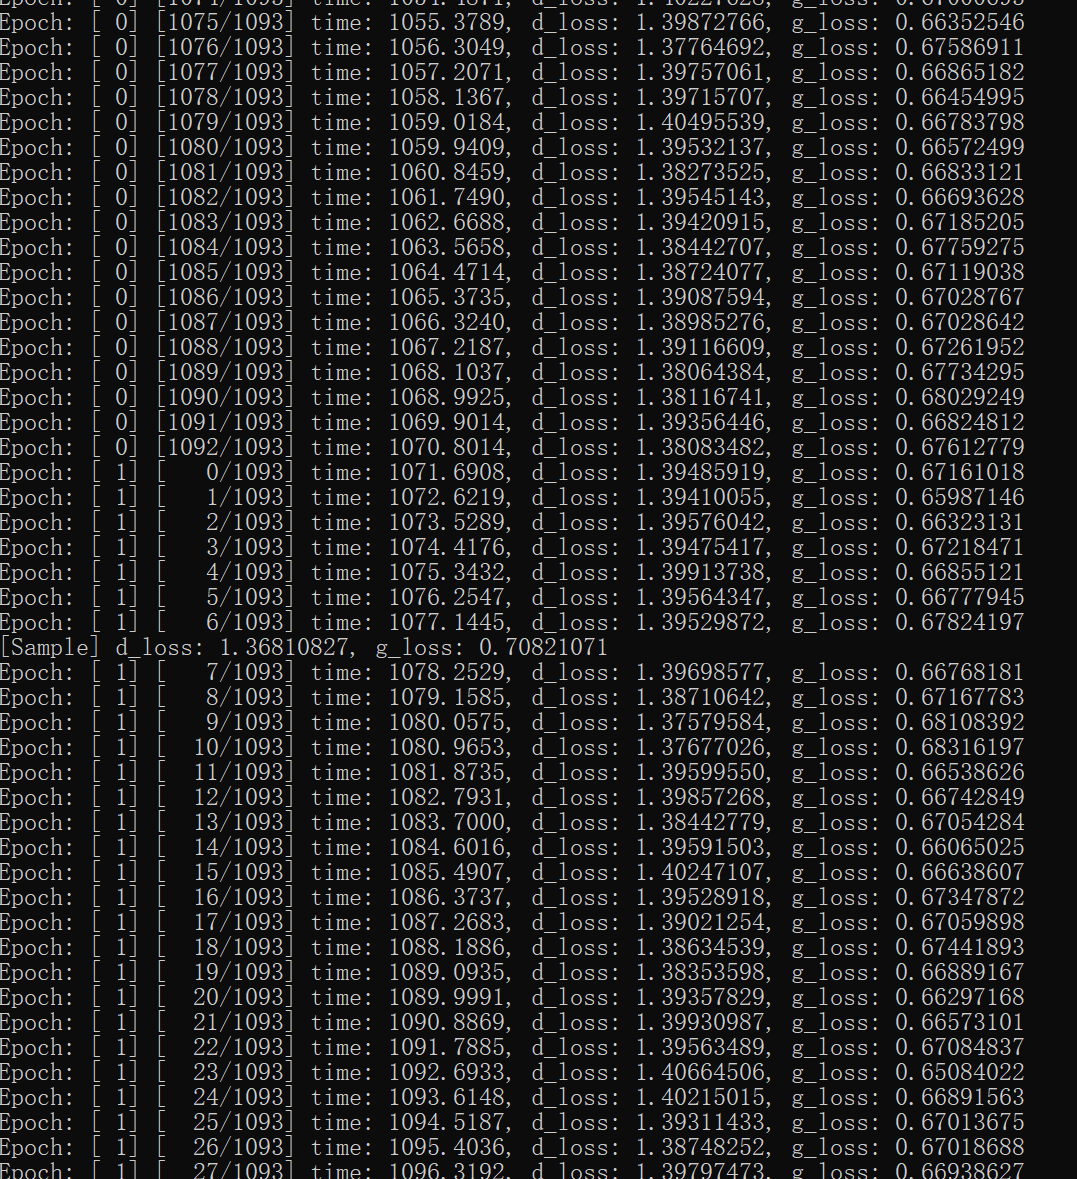 Epoch: [ 0] [1075/1093] time: 1055.3789, d_loss: 1.39872766, g_loss: 0.66352546
Epoch: [ 0] [1076/1093] time: 1056.3049, d_loss: 1.37764692, g_loss: 0.67586911
Epoch: [ 0] [1077/1093] time: 1057.2071, d_loss: 1.39757061, g_loss: 0.66865182
Epoch: [ 0] [1078/1093] time: 1058.1367, d_loss: 1.39715707, g_loss: 0.66454995
Epoch: [ 0] [1079/1093] time: 1059.0184, d_loss: 1.40495539, g_loss: 0.66783798
Epoch: [ 0] [1080/1093] time: 1059.9409, d_loss: 1.39532137, g_loss: 0.66572499
Epoch: [ 0] [1081/1093] time: 1060.8459, d_loss: 1.38273525, g_loss: 0.66833121
Epoch: [ 0] [1082/1093] time: 1061.7490, d_loss: 1.39545143, g_loss: 0.66693628
Epoch: [ 0] [1083/1093] time: 1062.6688, d_loss: 1.39420915, g_loss: 0.67185205
Epoch: [ 0] [1084/1093] time: 1063.5658, d_loss: 1.38442707, g_loss: 0.67759275
Epoch: [ 0] [1085/1093] time: 1064.4714, d_loss: 1.38724077, g_loss: 0.67119038
Epoch: [ 0] [1086/1093] time: 1065.3735, d_loss: 1.39087594, g_loss: 0.67028767
Epoch: [ 0] [1087/1093] time: 1066.3240, d_loss: 1.38985276, g_loss: 0.67028642
Epoch: [ 0] [1088/1093] time: 1067.2187, d_loss: 1.39116609, g_loss: 0.67261952
Epoch: [ 0] [1089/1093] time: 1068.1037, d_loss: 1.38064384, g_loss: 0.67734295
Epoch: [ 0] [1090/1093] time: 1068.9925, d_loss: 1.38116741, g_loss: 0.68029249
Epoch: [ 0] [1091/1093] time: 1069.9014, d_loss: 1.39356446, g_loss: 0.66824812
Epoch: [ 0] [1092/1093] time: 1070.8014, d_loss: 1.38083482, g_loss: 0.67612779
Epoch: [ 1] [   0/1093] time: 1071.6908, d_loss: 1.39485919, g_loss: 0.67161018
Epoch: [ 1] [   1/1093] time: 1072.6219, d_loss: 1.39410055, g_loss: 0.65987146
Epoch: [ 1] [   2/1093] time: 1073.5289, d_loss: 1.39576042, g_loss: 0.66323131
Epoch: [ 1] [   3/1093] time: 1074.4176, d_loss: 1.39475417, g_loss: 0.67218471
Epoch: [ 1] [   4/1093] time: 1075.3432, d_loss: 1.39913738, g_loss: 0.66855121
Epoch: [ 1] [   5/1093] time: 1076.2547, d_loss: 1.39564347, g_loss: 0.66777945
Epoch: [ 1] [   6/1093] time: 1077.1445, d_loss: 1.39529872, g_loss: 0.67824197
[Sample] d_loss: 1.36810827, g_loss: 0.70821071
Epoch: [ 1] [   7/1093] time: 1078.2529, d_loss: 1.39698577, g_loss: 0.66768181
Epoch: [ 1] [   8/1093] time: 1079.1585, d_loss: 1.38710642, g_loss: 0.67167783
Epoch: [ 1] [   9/1093] time: 1080.0575, d_loss: 1.37579584, g_loss: 0.68108392
Epoch: [ 1] [  10/1093] time: 1080.9653, d_loss: 1.37677026, g_loss: 0.68316197
Epoch: [ 1] [  11/1093] time: 1081.8735, d_loss: 1.39599550, g_loss: 0.66538626
Epoch: [ 1] [  12/1093] time: 1082.7931, d_loss: 1.39857268, g_loss: 0.66742849
Epoch: [ 1] [  13/1093] time: 1083.7000, d_loss: 1.38442779, g_loss: 0.67054284
Epoch: [ 1] [  14/1093] time: 1084.6016, d_loss: 1.39591503, g_loss: 0.66065025
Epoch: [ 1] [  15/1093] time: 1085.4907, d_loss: 1.40247107, g_loss: 0.66638607
Epoch: [ 1] [  16/1093] time: 1086.3737, d_loss: 1.39528918, g_loss: 0.67347872
Epoch: [ 1] [  17/1093] time: 1087.2683, d_loss: 1.39021254, g_loss: 0.67059898
Epoch: [ 1] [  18/1093] time: 1088.1886, d_loss: 1.38634539, g_loss: 0.67441893
Epoch: [ 1] [  19/1093] time: 1089.0935, d_loss: 1.38353598, g_loss: 0.66889167
Epoch: [ 1] [  20/1093] time: 1089.9991, d_loss: 1.39357829, g_loss: 0.66297168
Epoch: [ 1] [  21/1093] time: 1090.8869, d_loss: 1.39930987, g_loss: 0.66573101
Epoch: [ 1] [  22/1093] time: 1091.7885, d_loss: 1.39563489, g_loss: 0.67084837
Epoch: [ 1] [  23/1093] time: 1092.6933, d_loss: 1.40664506, g_loss: 0.65084022
Epoch: [ 1] [  24/1093] time: 1093.6148, d_loss: 1.40215015, g_loss: 0.66891563
Epoch: [ 1] [  25/1093] time: 1094.5187, d_loss: 1.39311433, g_loss: 0.67013675
Epoch: [ 1] [  26/1093] time: 1095.4036, d_loss: 1.38748252, g_loss: 0.67018688
Epoch: [ 1] [  27/1093] time: 1096.3192, d_loss: 1.39797473, g_loss: 0.66938627